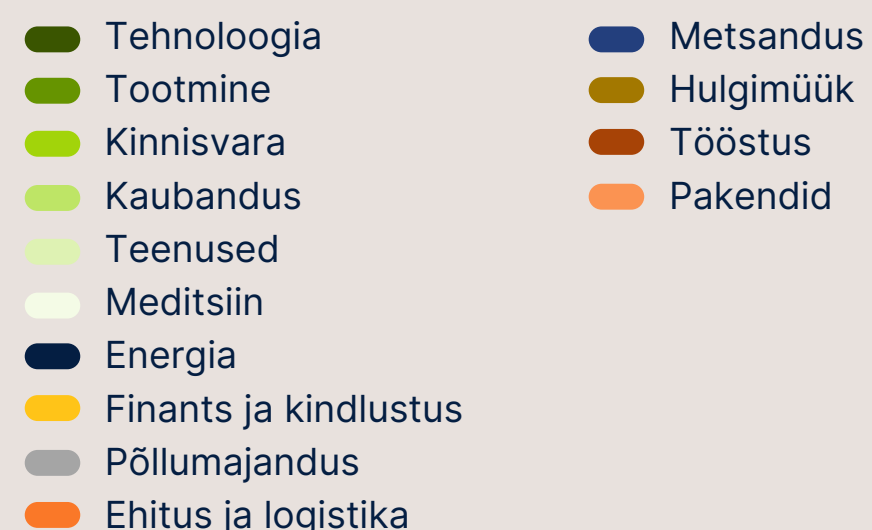 Tehnoloogia
Tootmine
Kinnisvara
Kaubandus
Teenused
Meditsiin
Energia
Finants ja kindlustus
Põllumajandus
Ehitus ja logistika
Metsandus
Hulgimüük
Tööstus
Pakendid